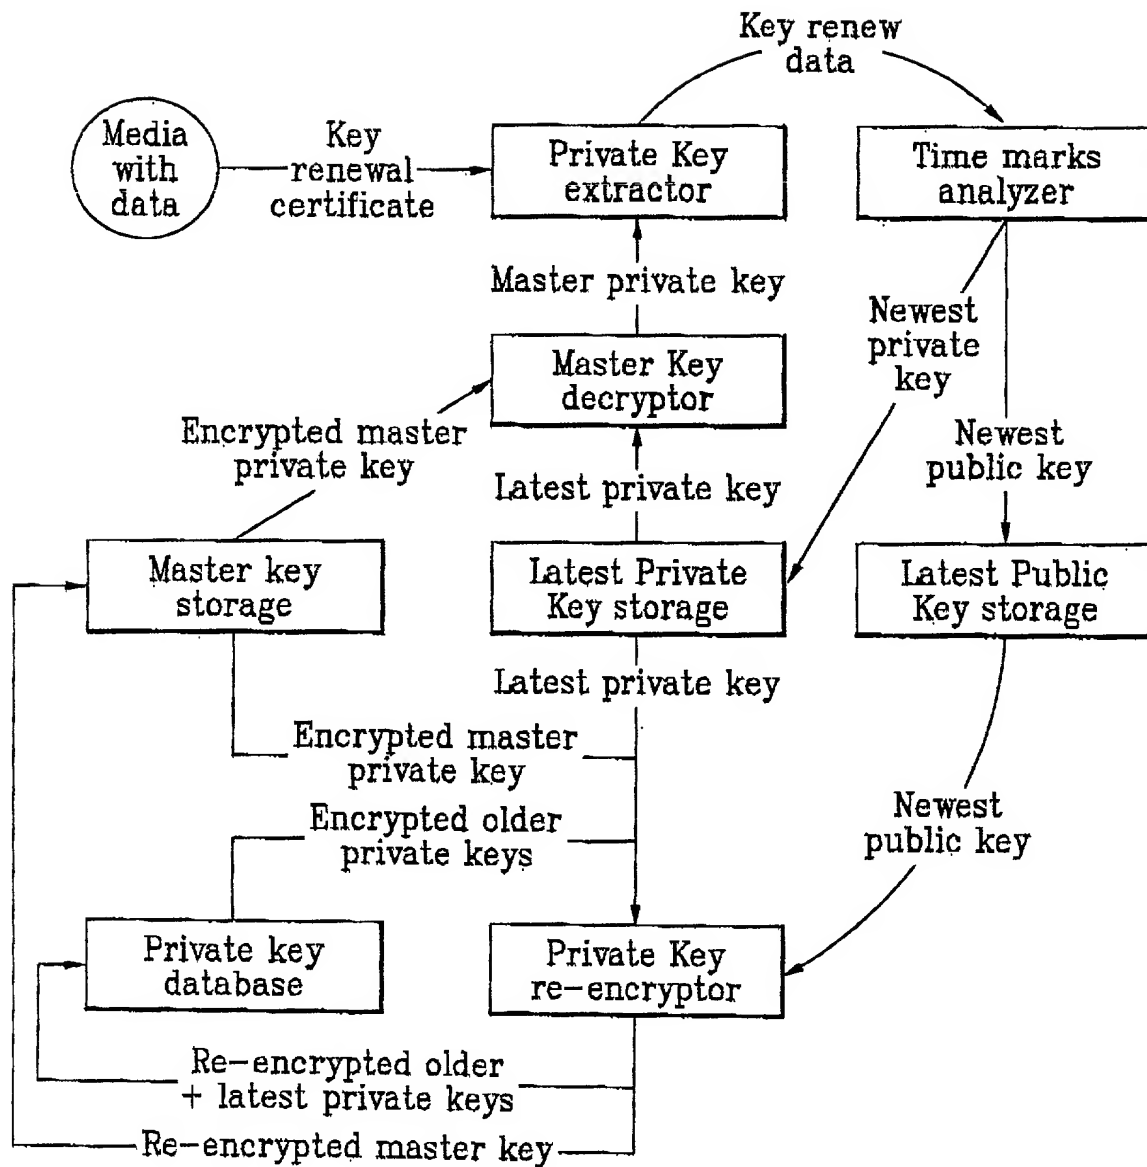 Key renew
data
Media
with
data
Key
renewal
certificate
Private Key
extractor
Time marks
analyzer
Master private key
Newest
private
key
Master Key
decryptor
Encrypted master
private key
Latest private key
Newest
public key
Master key
storage
Latest Private
Key storage
Latest Public
Key storage
Latest private key
Encrypted master
private key
Encrypted older
private keys
Newest
public key
Private key
database
Private Key
re-encryptor
Re-encrypted older
+ latest private keys
Re-encrypted master key